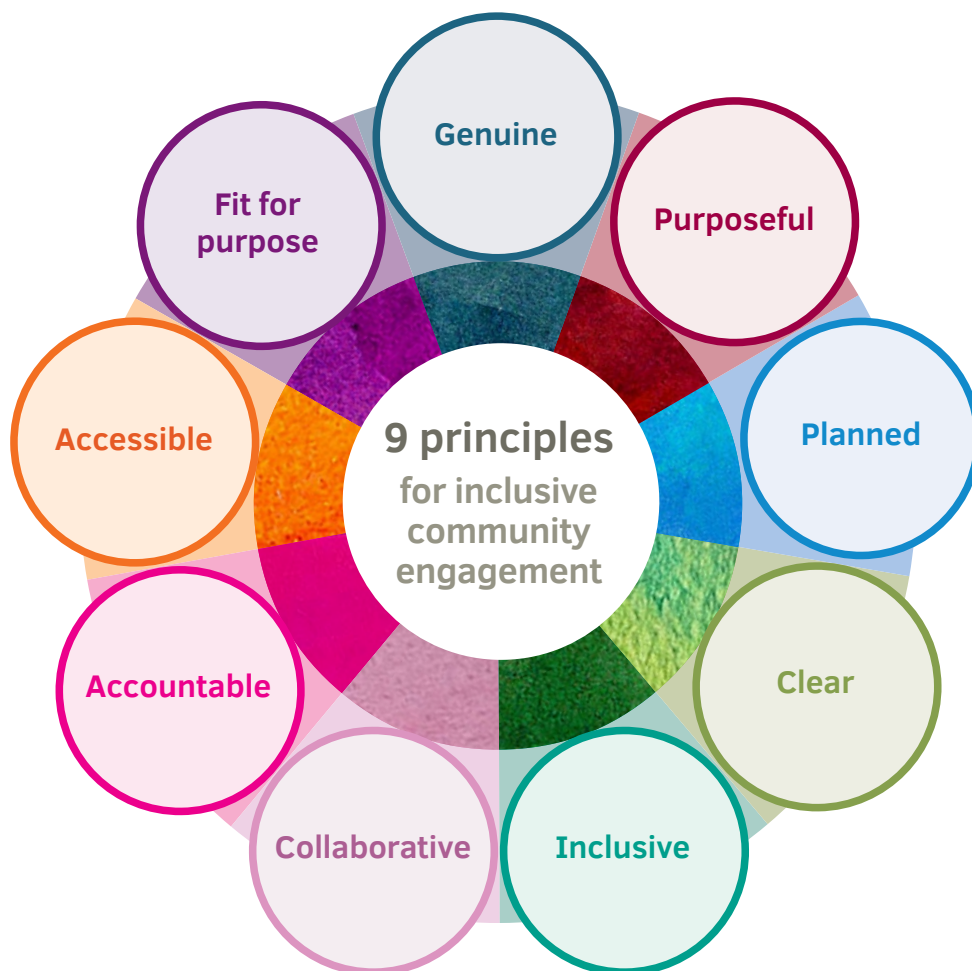 9 principles
for inclusive
community
engagement
Genuine
Purposeful
Planned
Clear
Inclusive
Collaborative
Accountable
Accessible
Fit for
purpose